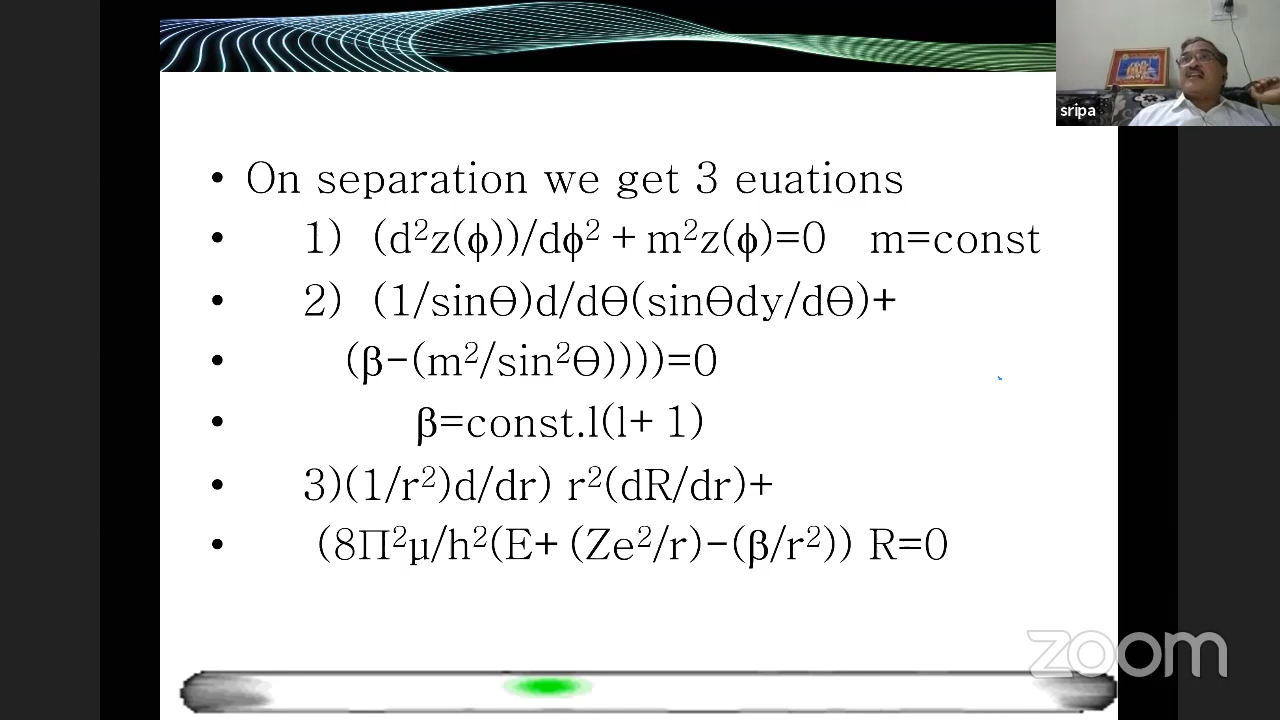 sripa
• On separation we get 3 euations
• 1) (d²z(ϕ))/dϕ² + m²z(ϕ)=0 m=const
• 2) (1/sinΘ)d/dΘ(sinΘdy/dΘ)+
• (β-(m²/sin²Θ))))=0
• β=const.l(l+ 1)
• 3)(1/r²)d/dr) r²(dR/dr)+
• (8Π²μ/h²(E+ (Ze²/r)-(β/r²)) R=0
zoom